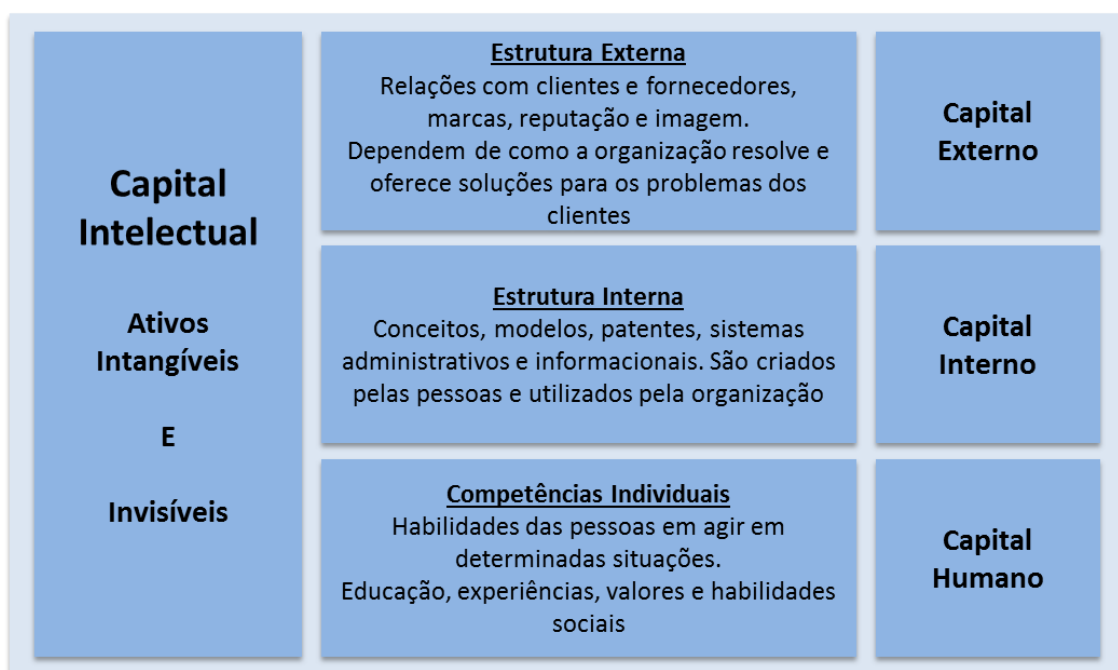 Capital
Intelectual
Ativos
Intangíveis
E
Invisíveis
Estrutura Externa
Relações com clientes e fornecedores,
marcas, reputação e imagem.
Dependem de como a organização resolve e
oferece soluções para os problemas dos
clientes
Capital
Externo
Estrutura Interna
Conceitos, modelos, patentes, sistemas
administrativos e informacionais. São criados
pelas pessoas e utilizados pela organização
Capital
Interno
Competências Individuais
Habilidades das pessoas em agir em
determinadas situações.
Educação, experiências, valores e habilidades
sociais
Capital
Humano